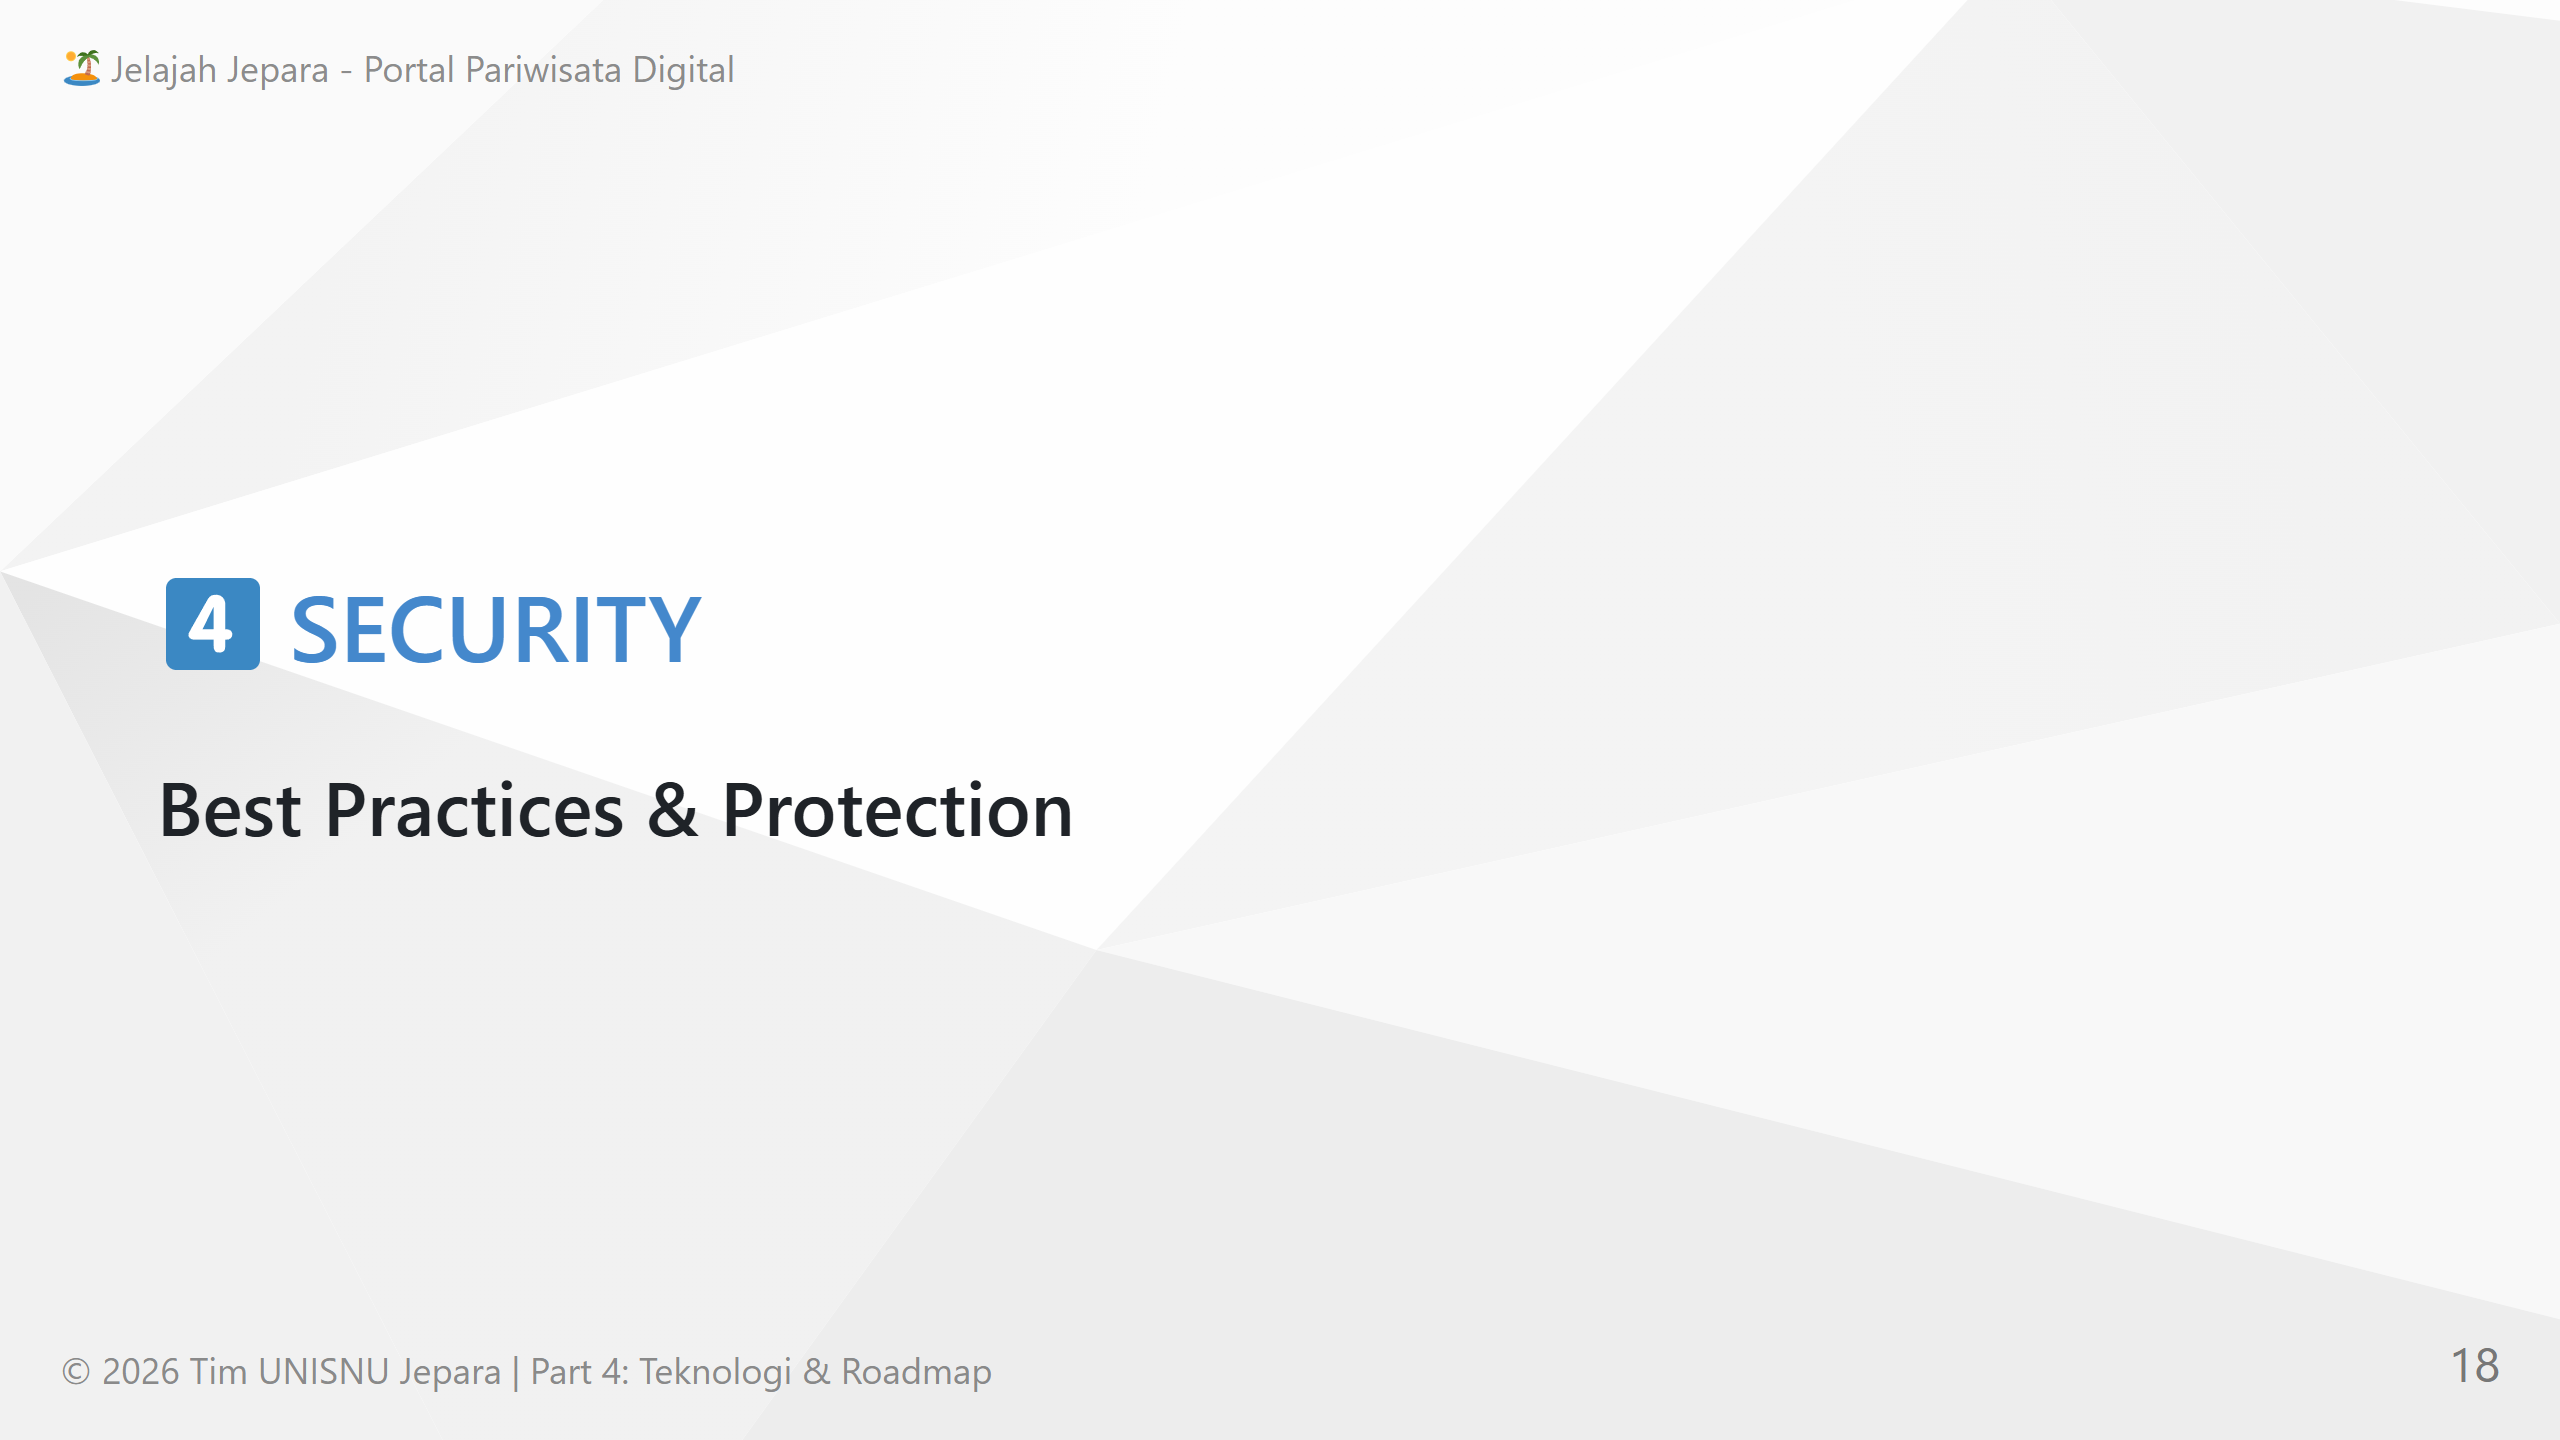 🏝️ Jelajah Jepara - Portal Pariwisata Digital
4️⃣ SECURITY
Best Practices & Protection
© 2026 Tim UNISNU Jepara | Part 4: Teknologi & Roadmap
18